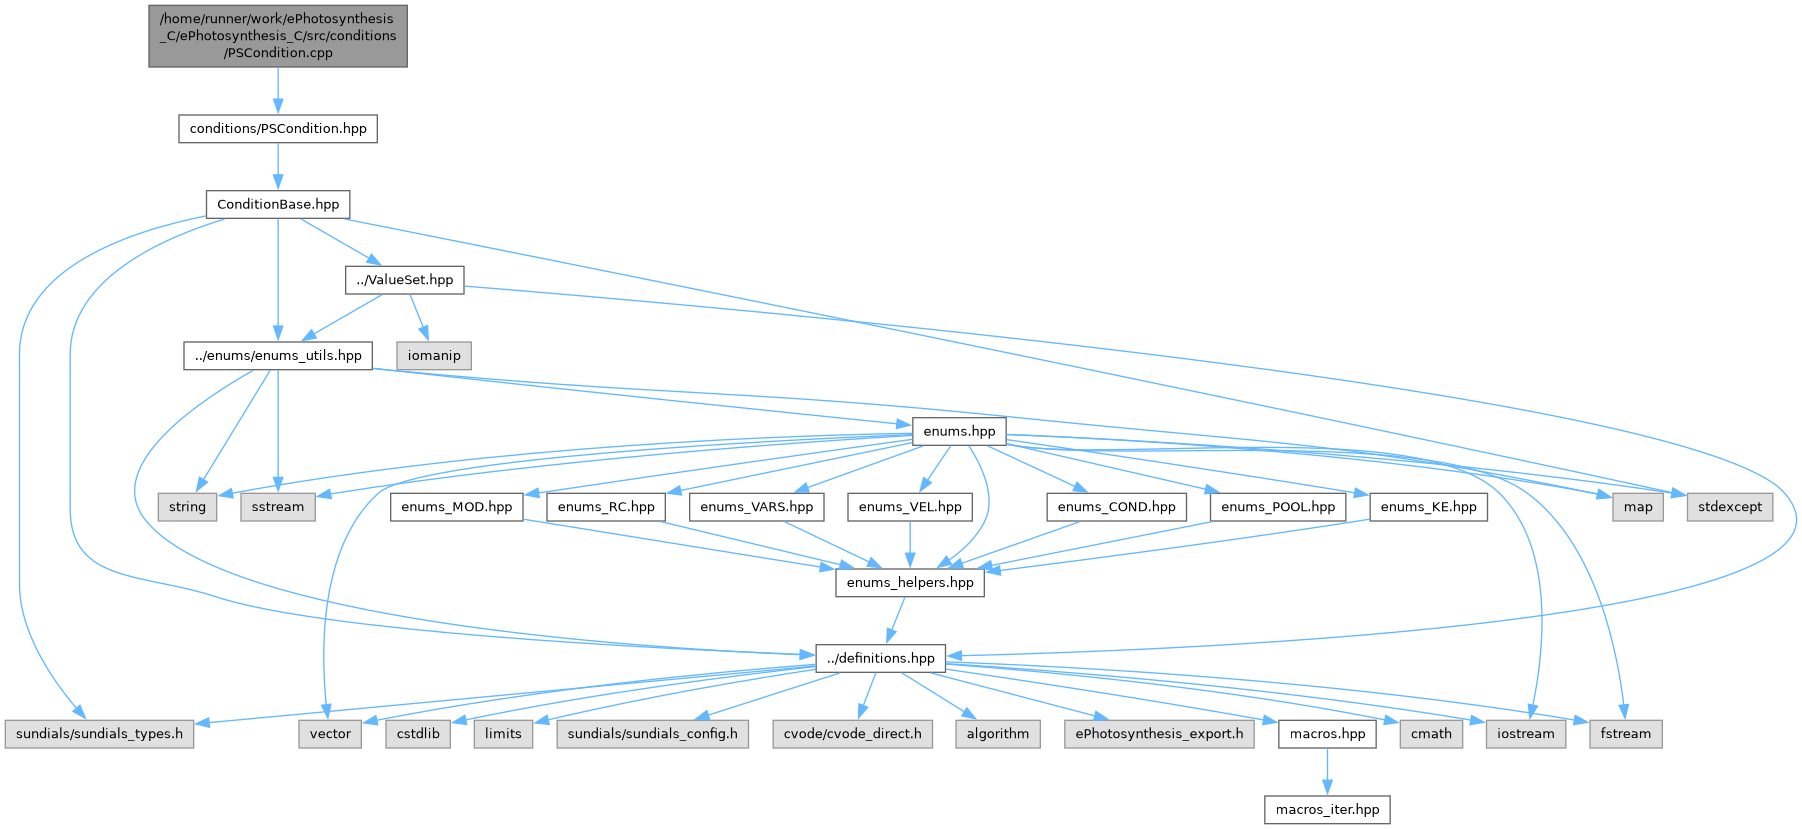 /home/runner/work/ePhotosynthesis
_C/ePhotosynthesis_C/src/conditions
/PSCondition.cpp
conditions/PSCondition.hpp
ConditionBase.hpp
../ValueSet.hpp
../enums/enums_utils.hpp
iomanip
enums.hpp
string
sstream
enums_MOD.hpp
enums_RC.hpp
enums_VARS.hpp
enums_VEL.hpp
enums_COND.hpp
enums_POOL.hpp
enums_KE.hpp
map
stdexcept
enums_helpers.hpp
../definitions.hpp
sundials/sundials_types.h
vector
cstdlib
limits
sundials/sundials_config.h
cvode/cvode_direct.h
algorithm
ePhotosynthesis_export.h
macros.hpp
cmath
iostream
fstream
macros_iter.hpp